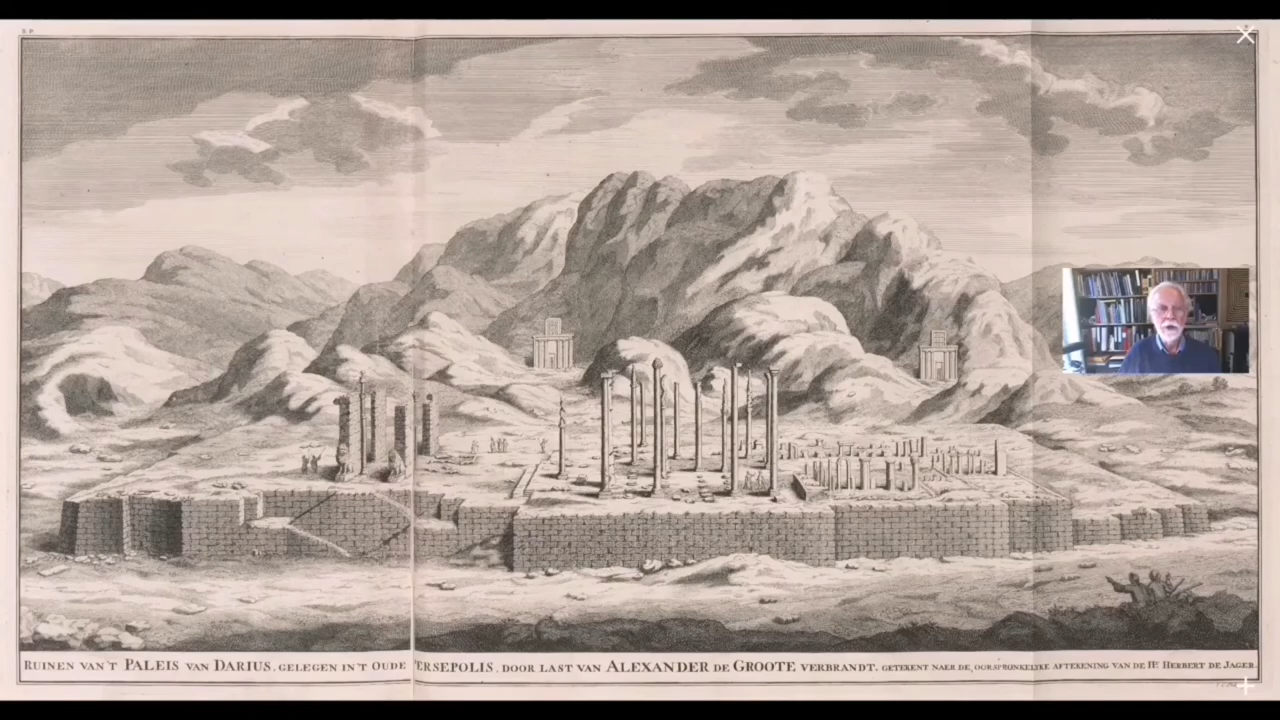 RUINEN VAN'T PALEIS VAN DARIUS, GELEGEN IN'T OUDE PERSEPOLIS, DOOR LAST VAN ALEXANDER DE GROOTE VERBRANDT, GETEKENT NAER DE OORSPRONKELYKE AFTEKENING VAN DE Hr. HERBERT DE JAGER.